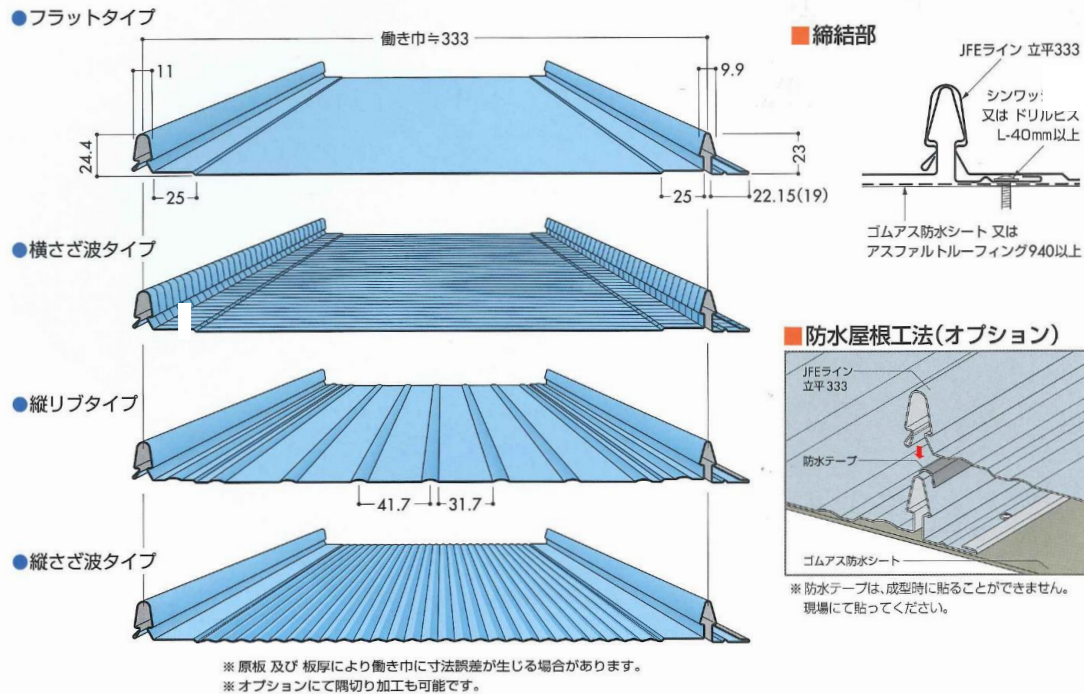 ●フラットタイプ
働き巾≒333
11
9.9
24.4
23
25
25
22.15(19)
●横さざ波タイプ
●縦リブタイプ
41.7
31.7
●縦さざ波タイプ
※ 原板 及び 板厚により働き巾に寸法誤差が生じる場合があります。
※ オプションにて隅切り加工も可能です。
■締結部
JFEライン 立平333
シンワッ
又は ドリルビス
L-40mm以上
ゴムアス防水シート 又は
アスファルトルーフィング940以上
■防水屋根工法(オプション)
JFEライン
立平333
防水テープ
ゴムアス防水シート
※ 防水テープは、成型時に貼ることができません。
現場にて貼ってください。